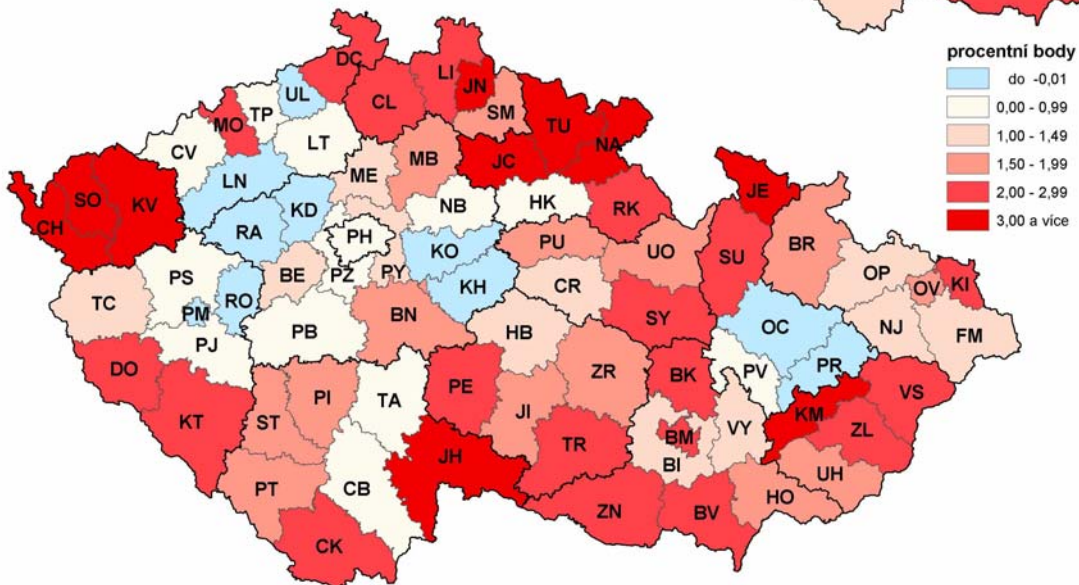 procentní body
do -0,01
0,00 - 0,99
1,00 - 1,49
1,50 - 1,99
2,00 - 2,99
3,00 a více
DC
LI
JN
UL
CL
SM
TP
MO
TU
LT
NA
CV
MB
JC
ME
LN
JE
SO
KV
KD
NB
HK
RK
CH
RA
PH
KO
PU
UO
SU
BR
OP
PS
BE
PZ
PY
KI
OV
TC
RO
KH
CR
PM
BN
SY
OC
NJ
FM
PB
HB
PJ
DO
PV
PR
ZR
BK
VS
PE
TA
PI
KT
ST
JI
KM
VY
BM
ZL
TR
JH
BI
UH
PT
CB
HO
ZN
BV
CK